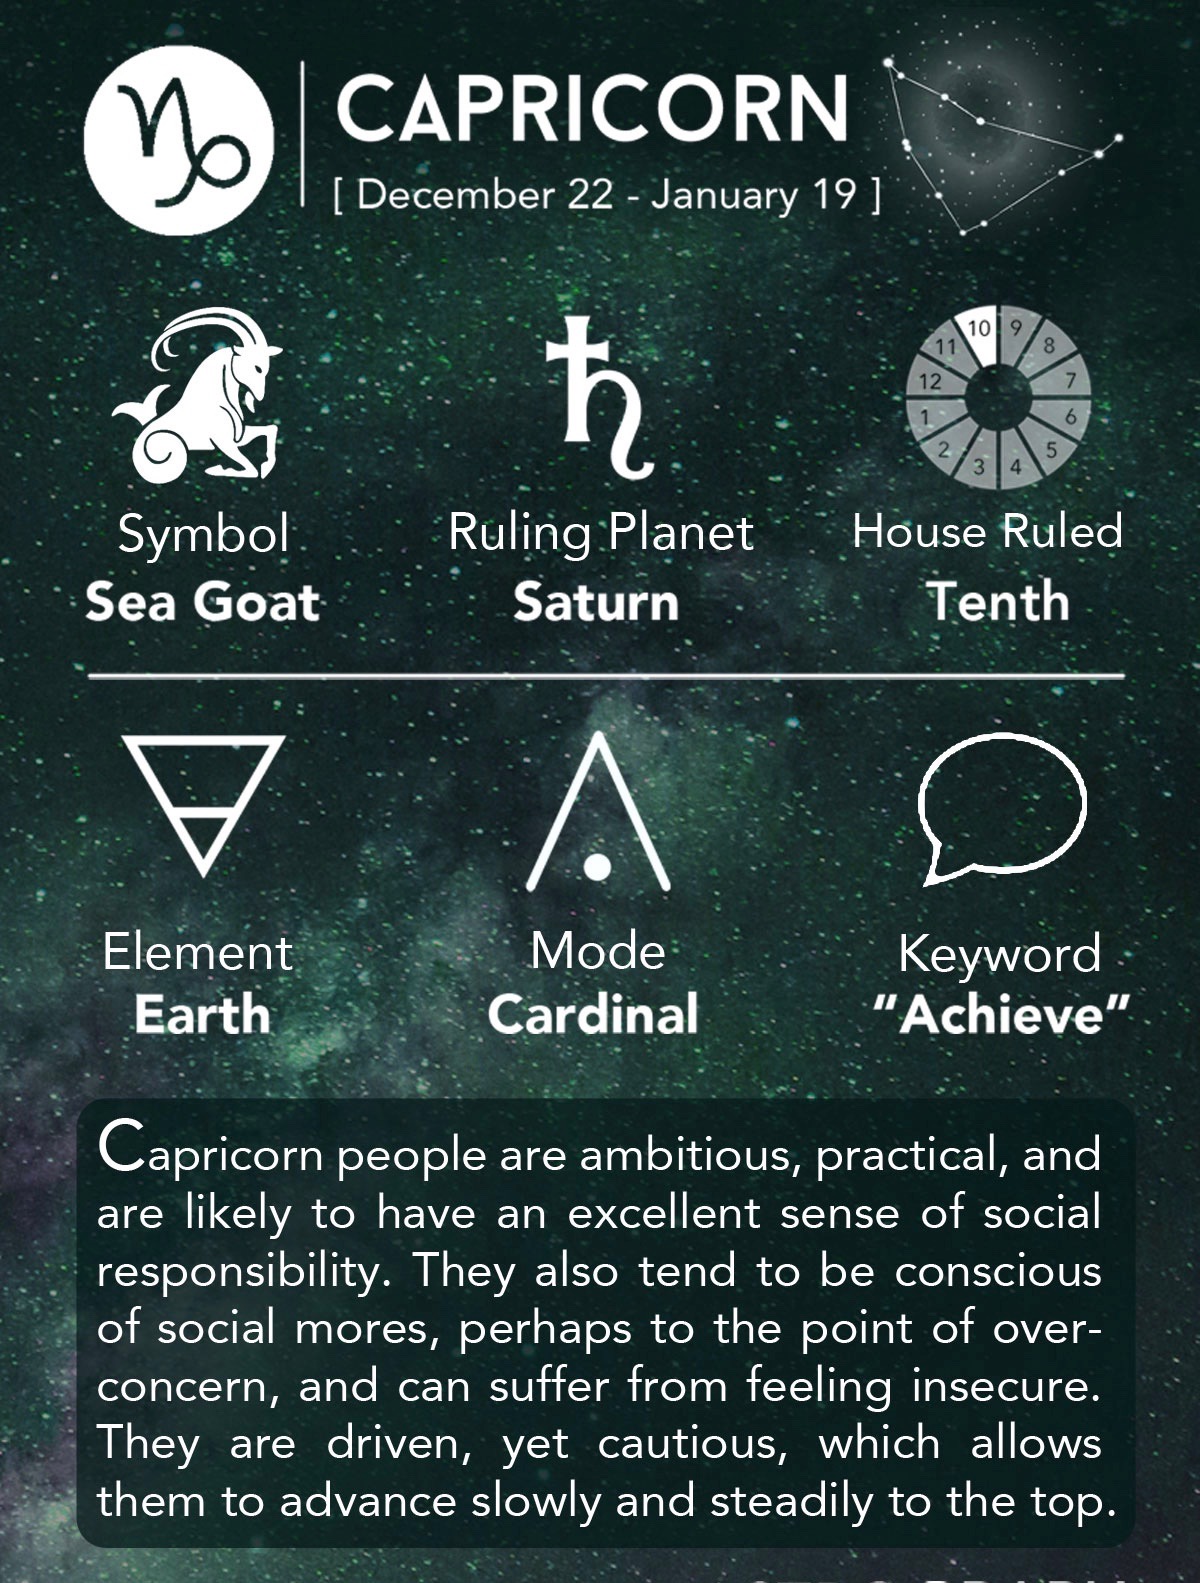 CAPRICORN
[ December 22 - January 19 ]
10 9
11 8
12 7
1 6
2 5
3 4
Symbol Ruling Planet House Ruled
Sea Goat Saturn Tenth
Element Mode Keyword
Earth Cardinal “Achieve”
Capricorn people are ambitious, practical, and
are likely to have an excellent sense of social
responsibility. They also tend to be conscious
of social mores, perhaps to the point of over-
concern, and can suffer from feeling insecure.
They are driven, yet cautious, which allows
them to advance slowly and steadily to the top.